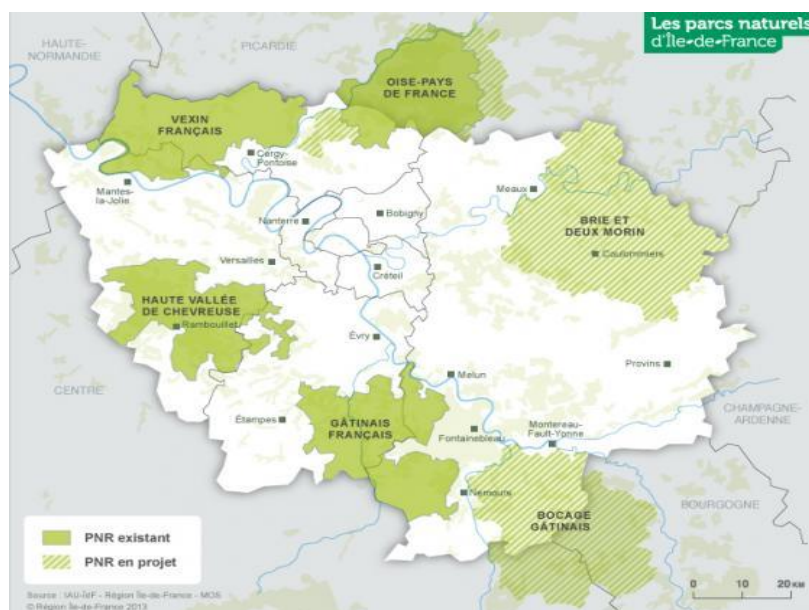 Les parcs naturels
d'Île-de-France
HAUTE-
NORMANDIE
PICARDIE
OISE-PAYS
DE FRANCE
VEXIN
FRANÇAIS
Cergy-
Pontoise
Mantes-
la-Jolie
Meaux
Nanterre
Bobigny
BRIE ET
DEUX MORIN
Coulommiers
Versailles
Créteil
HAUTE VALLÉE
DE CHEVREUSE
Rambouillet
Évry
Melun
Provins
CENTRE
Étampes
GÂTINAIS
FRANÇAIS
Fontainebleau
Montereau-
Fault-Yonne
CHAMPAGNE-
ARDENNE
Nemours
BOCAGE
GÂTINAIS
BOURGOGNE
PNR existant
PNR en projet
0 10 20 KM
Source : IAU-ÎdF - Région Île-de-France - MOS
© Région Île-de-France 2013